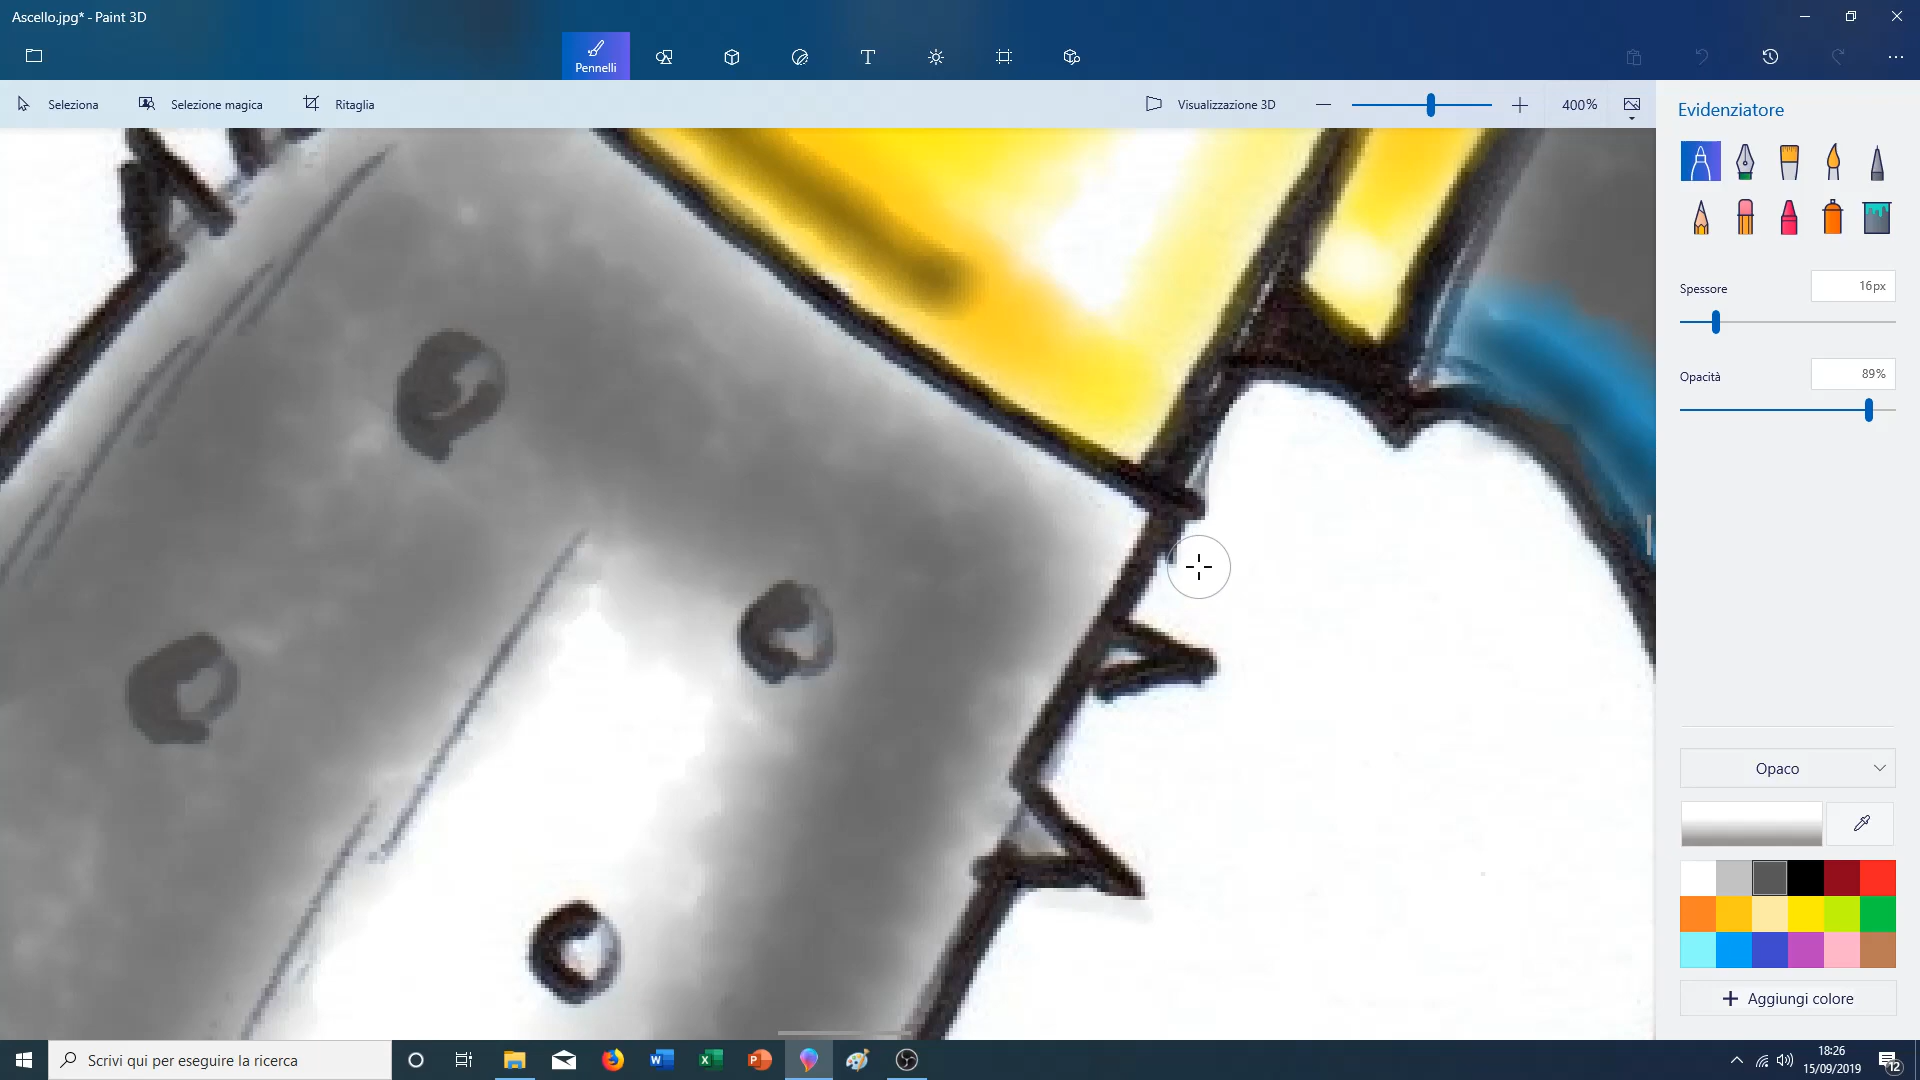 Ascello.jpg* - Paint 3D
Pennelli
Seleziona
Selezione magica
Ritaglia
Visualizzazione 3D
400%
Evidenziatore
Spessore
16px
Opacità
89%
Opaco
Aggiungi colore
Scrivi qui per eseguire la ricerca
18:26
15/09/2019
12